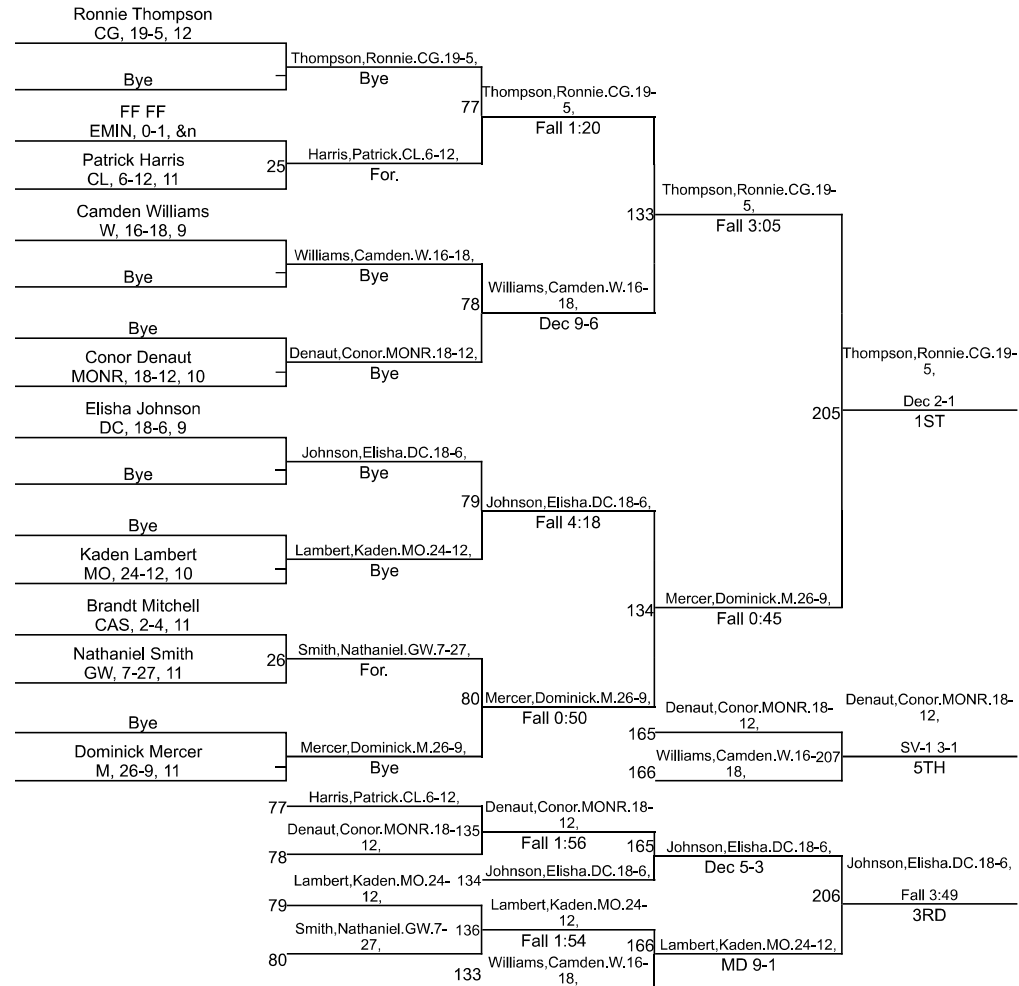 Ronnie Thompson
CG, 19-5, 12
Thompson,Ronnie.CG.19-5,
Bye
Bye
77
Thompson,Ronnie.CG.19-
5,
Fall 1:20
FF FF
EMIN, 0-1, &n
Harris,Patrick.CL.6-12,
For.
25
Patrick Harris
CL, 6-12, 11
133
Thompson,Ronnie.CG.19-
5,
Fall 3:05
Camden Williams
W, 16-18, 9
Williams,Camden.W.16-18,
Bye
Bye
78
Williams,Camden.W.16-
18,
Dec 9-6
Bye
Denaut,Conor.MONR.18-12,
Bye
Conor Denaut
MONR, 18-12, 10
205
Thompson,Ronnie.CG.19-
5,
Dec 2-1
1ST
Elisha Johnson
DC, 18-6, 9
Johnson,Elisha.DC.18-6,
Bye
Bye
79
Johnson,Elisha.DC.18-6,
Fall 4:18
Bye
Lambert,Kaden.MO.24-12,
Bye
Kaden Lambert
MO, 24-12, 10
134
Mercer,Dominick.M.26-9,
Fall 0:45
Brandt Mitchell
CAS, 2-4, 11
26
Smith,Nathaniel.GW.7-27,
For.
Nathaniel Smith
GW, 7-27, 11
80
Mercer,Dominick.M.26-9,
Fall 0:50
Bye
Mercer,Dominick.M.26-9,
Bye
Dominick Mercer
M, 26-9, 11
165
Denaut,Conor.MONR.18-
12,
166
Williams,Camden.W.16-
18,
207
Denaut,Conor.MONR.18-
12,
SV-1 3-1
5TH
77
Harris,Patrick.CL.6-12,
78
Denaut,Conor.MONR.18-
12,
135
Denaut,Conor.MONR.18-
12,
Fall 1:56
134
Johnson,Elisha.DC.18-6,
165
Johnson,Elisha.DC.18-6,
Dec 5-3
79
Lambert,Kaden.MO.24-
12,
80
Smith,Nathaniel.GW.7-
27,
136
Lambert,Kaden.MO.24-
12,
Fall 1:54
133
Williams,Camden.W.16-
18,
166
Lambert,Kaden.MO.24-12,
MD 9-1
206
Johnson,Elisha.DC.18-6,
Fall 3:49
3RD